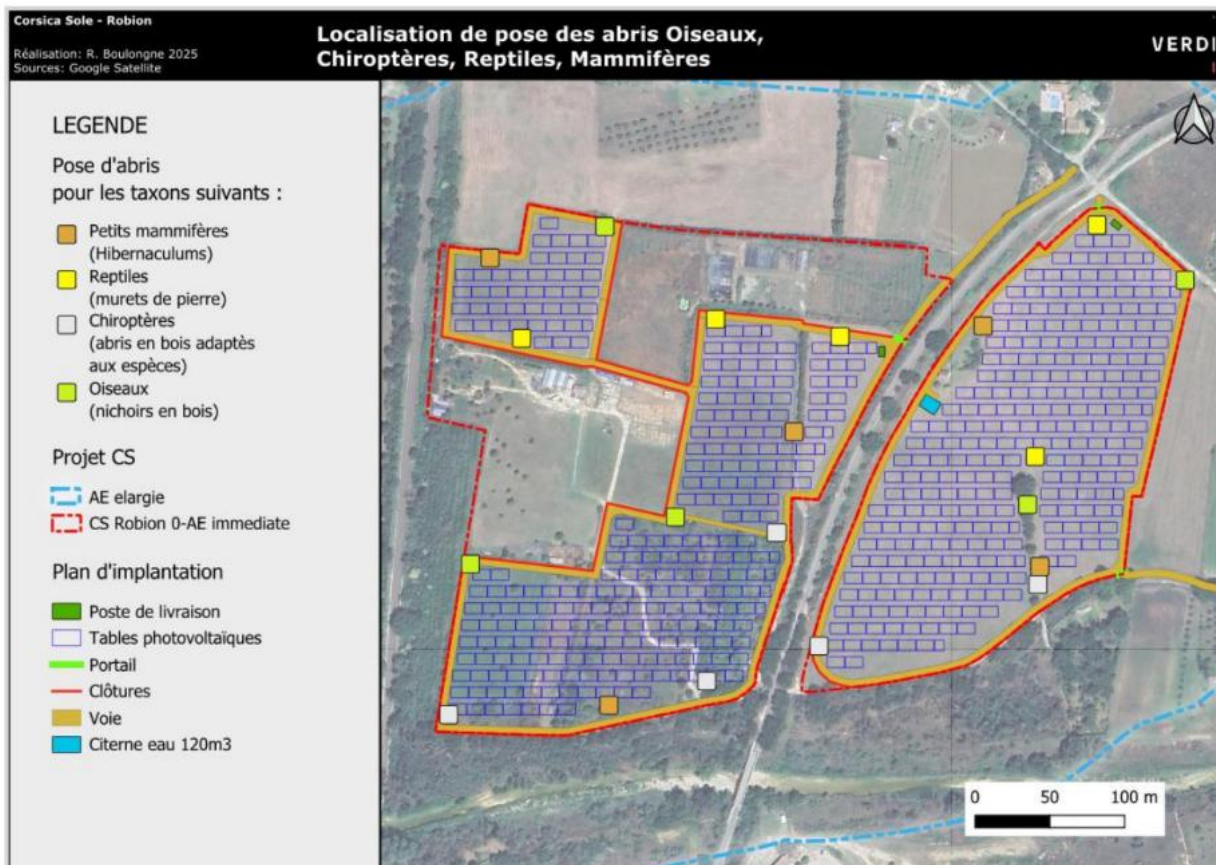 Corsica Sole - Robion
Réalisation: R. Boulongne 2025
Sources: Google Satellite
Localisation de pose des abris Oiseaux,
Chiroptères, Reptiles, Mammifères
VERDI
LEGENDE
Pose d'abris
pour les taxons suivants :
Petits mammifères
(Hibernaculums)
Reptiles
(murets de pierre)
Chiroptères
(abris en bois adaptès
aux espèces)
Oiseaux
(nichoirs en bois)
Projet CS
AE elargie
CS Robion 0-AE immediate
Plan d'implantation
Poste de livraison
Tables photovoltaïques
Portail
Clôtures
Voie
Citerne eau 120m3
0 50 100 m